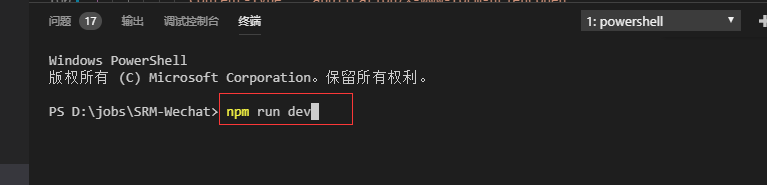 问题 17 输出 调试控制台 终端 1: powershell
Windows PowerShell
版权所有 (C) Microsoft Corporation。保留所有权利。
PS D:\jobs\SRM-Wechat> npm run dev